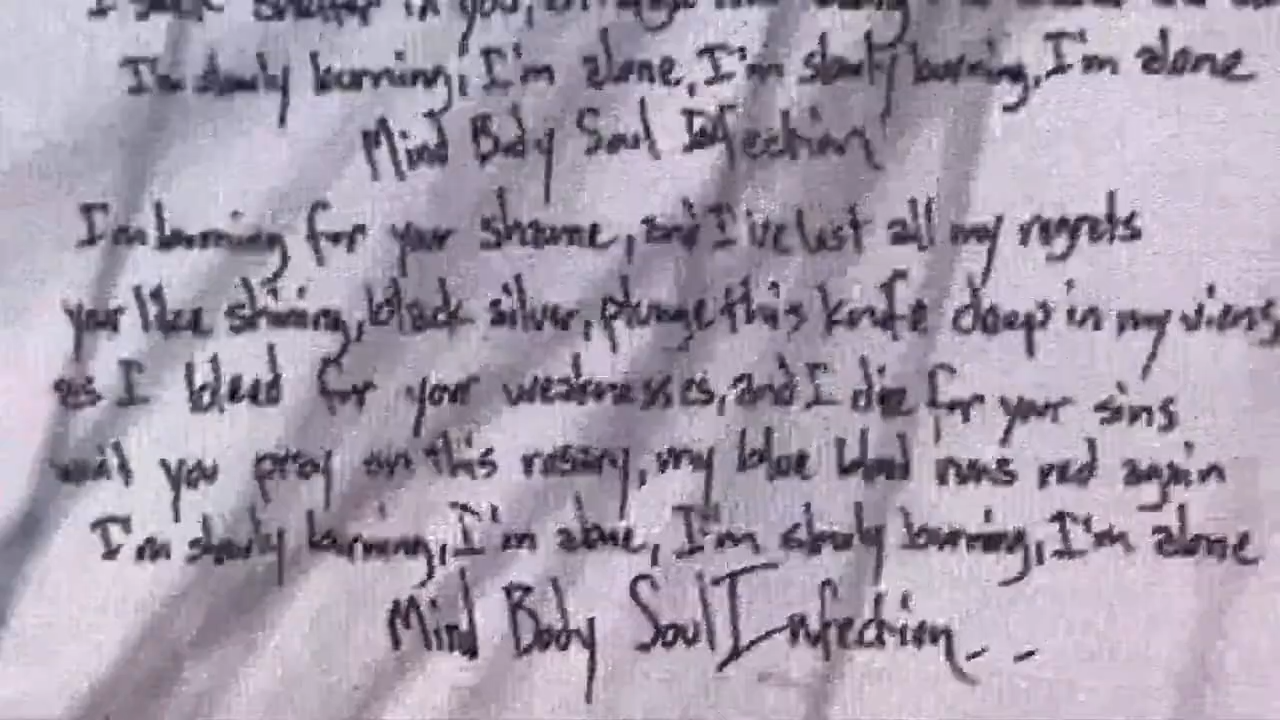 I in you,
I'm slowly burning, I'm alone, I'm slowly burning, I'm alone
Mind Body Soul Infection
I'm burning for your shame, and I've lost all my regrets
your like shining, black silver, plunge this knife deep in my viens
as I bleed for your weaknesses, and I die for your sins
wait you pray on this rosary, my blue blood runs red again
I'm slowly burning, I'm alone, I'm slowly burning, I'm alone
Mind Body Soul Infection - -